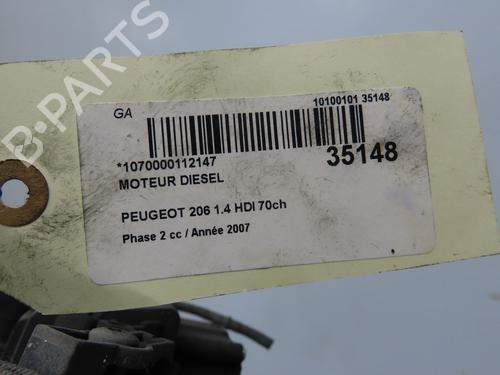 B-PARTS
GA
10100101 35148
*1070000112147
35148
MOTEUR DIESEL
PEUGEOT 206 1.4 HDI 70ch
Phase 2 cc / Année 2007